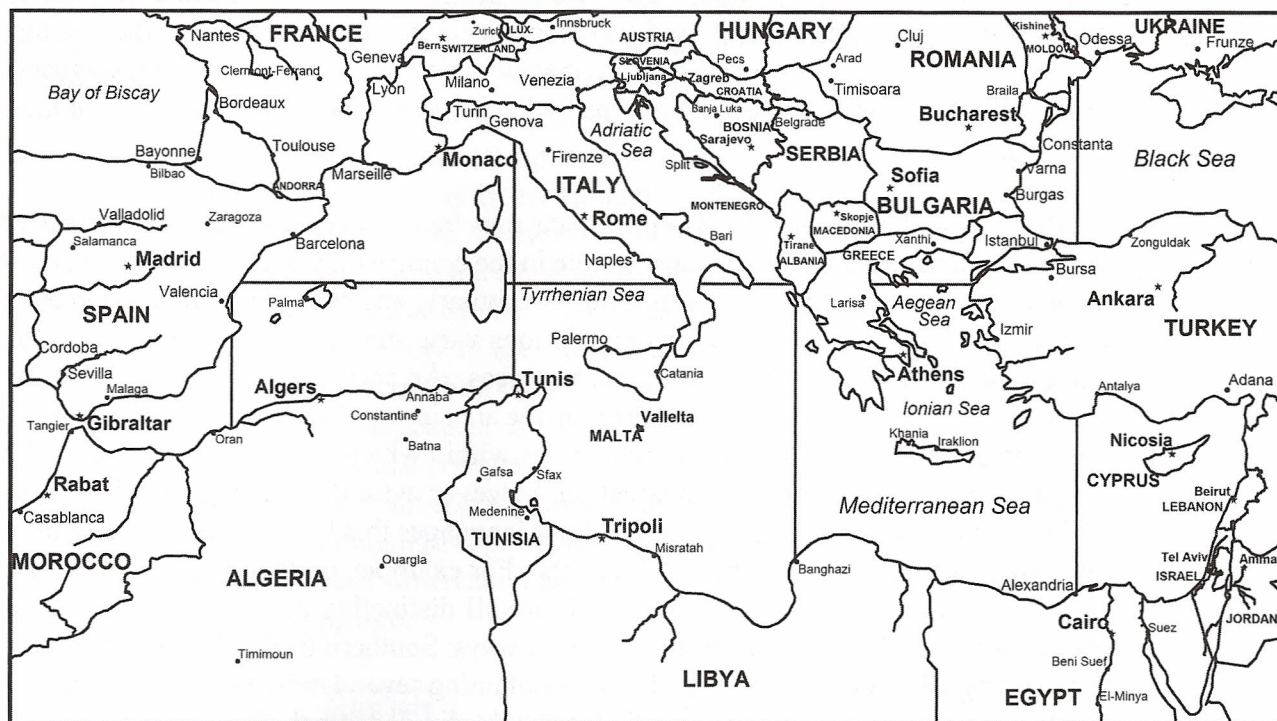 Nantes
FRANCE
Zurich
LUX.
Innsbruck
HUNGARY
Cluj
Kishine
MOLDOVA
Odessa
UKRAINE
Frunze
Bern
SWITZERLAND
AUSTRIA
Geneva
Clermont-Ferrand
SLOVENIA
Ljubljana
Pecs
Arad
ROMANIA
Bay of Biscay
Lyon
Milano
Venezia
Zagreb
CROATIA
Timisoara
Braila
Bordeaux
Turin
Genova
Banja Luka
BOSNIA
Belgrade
Bucharest
Adriatic
Sea
Sarajevo
Bayonne
Bilbao
Toulouse
Marseille
Monaco
Firenze
Split
SERBIA
Constanta
Black Sea
ANDORRA
ITALY
Sofia
Varna
Burgas
Valladolid
Zaragoza
MONTENEGRO
BULGARIA
Salamanca
Barcelona
Rome
Bari
Skopje
MACEDONIA
Xanthi
Istanbul
Zonguldak
Madrid
Naples
Tirane
ALBANIA
GREECE
Bursa
Valencia
Palma
Tyrrhenian Sea
Larisa
Aegean
Sea
Ankara
SPAIN
Izmir
TURKEY
Cordoba
Palermo
Sevilla
Malaga
Algers
Annaba
Tunis
Catania
Athens
Antalya
Adana
Gibraltar
Tangier
Constantine
Vallelta
Ionian Sea
Oran
Batna
MALTA
Khania
Iraklion
Nicosia
CYPRUS
Rabat
Gafsa
Sfax
Beirut
LEBANON
Casablanca
Medenine
Tripoli
Mediterranean Sea
MOROCCO
TUNISIA
Misratah
Tel Aviv
ISRAEL
Amma
ALGERIA
Ouargla
Banghazi
Alexandria
JORDAN
Cairo
Suez
Timimoun
LIBYA
Beni Suef
EGYPT
El-Minya